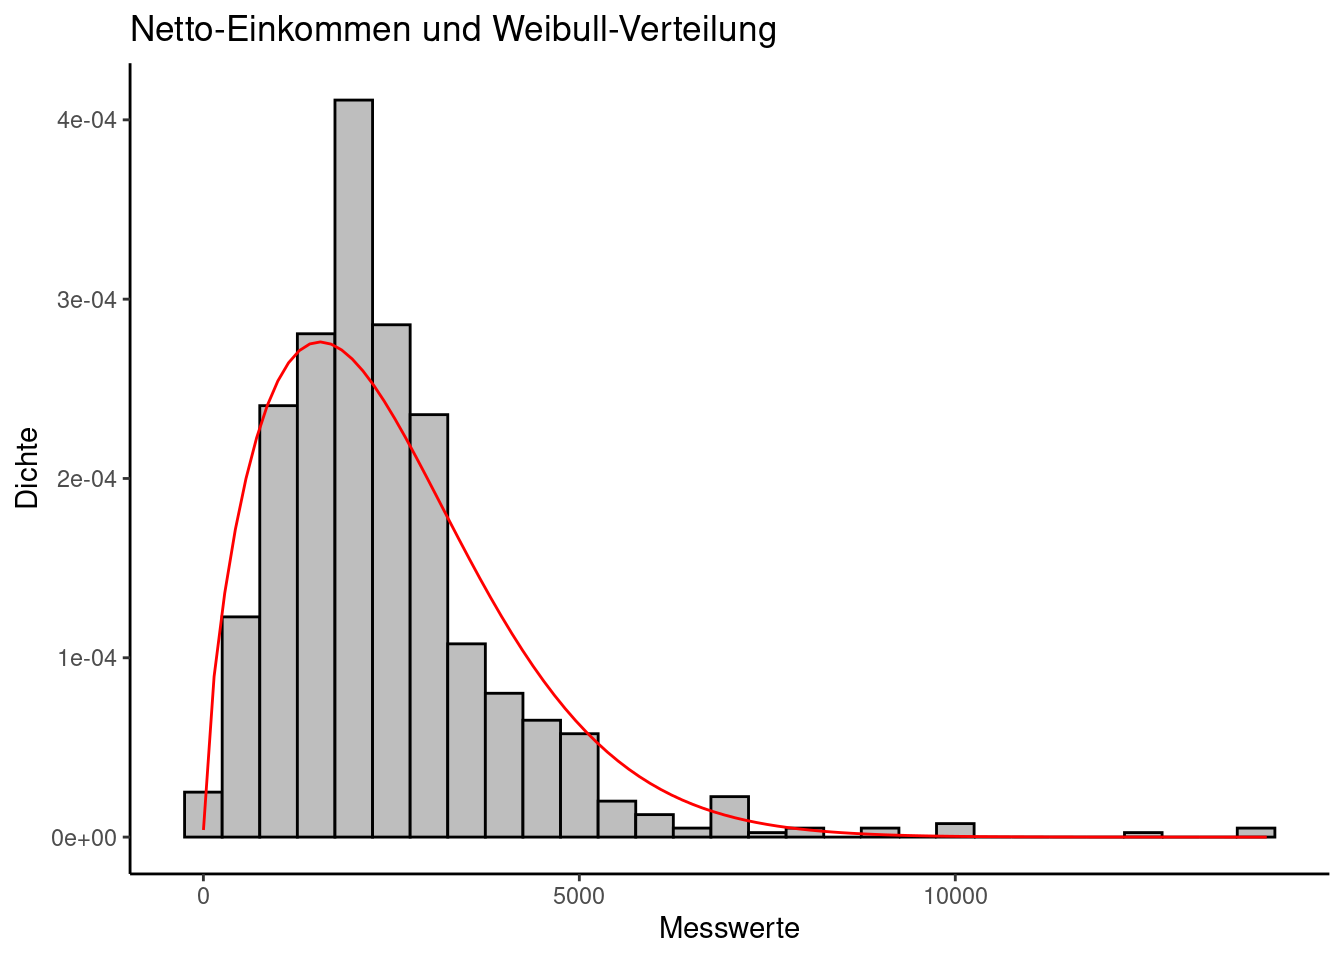 Netto-Einkommen und Weibull-Verteilung
4e-04
3e-04
2e-04
1e-04
0e+00
Dichte
0
5000
10000
Messwerte